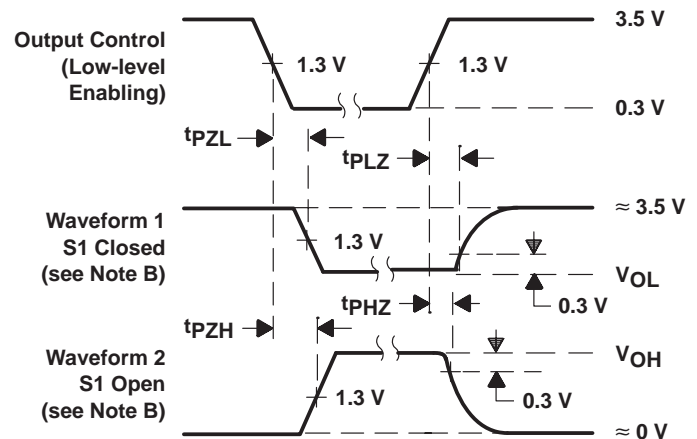 Output Control
(Low-level
Enabling)
3.5 V
1.3 V
1.3 V
0.3 V
tPZL
tPLZ
Waveform 1
S1 Closed
(see Note B)
≈ 3.5 V
1.3 V
VOL
0.3 V
tPHZ
tPZH
Waveform 2
S1 Open
(see Note B)
VOH
1.3 V
0.3 V
≈ 0 V